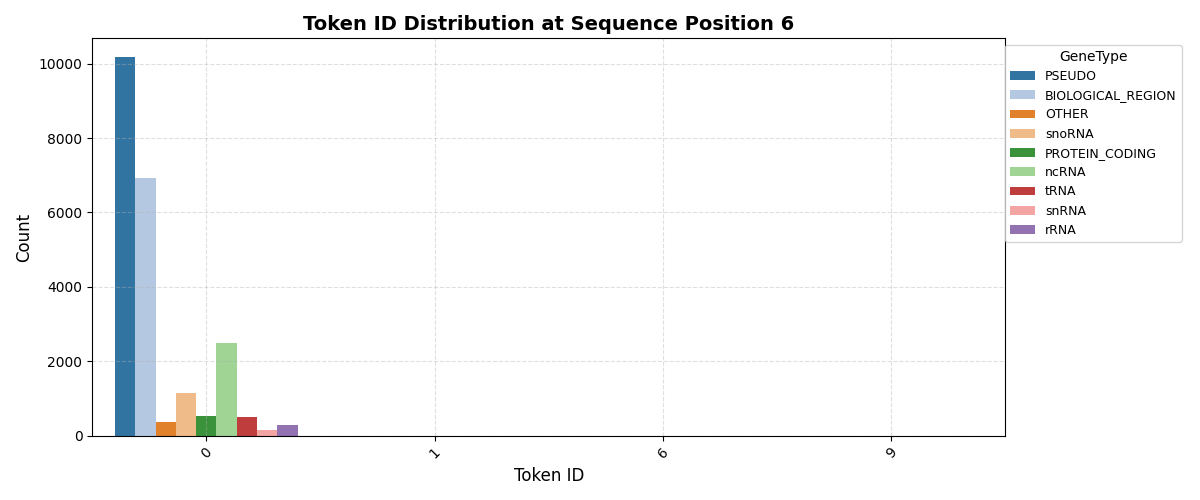 Token ID Distribution at Sequence Position 6
10000
8000
6000
4000
2000
0
Count
0
1
6
9
Token ID
GeneType
PSEUDO
BIOLOGICAL_REGION
OTHER
snoRNA
PROTEIN_CODING
ncRNA
tRNA
snRNA
rRNA